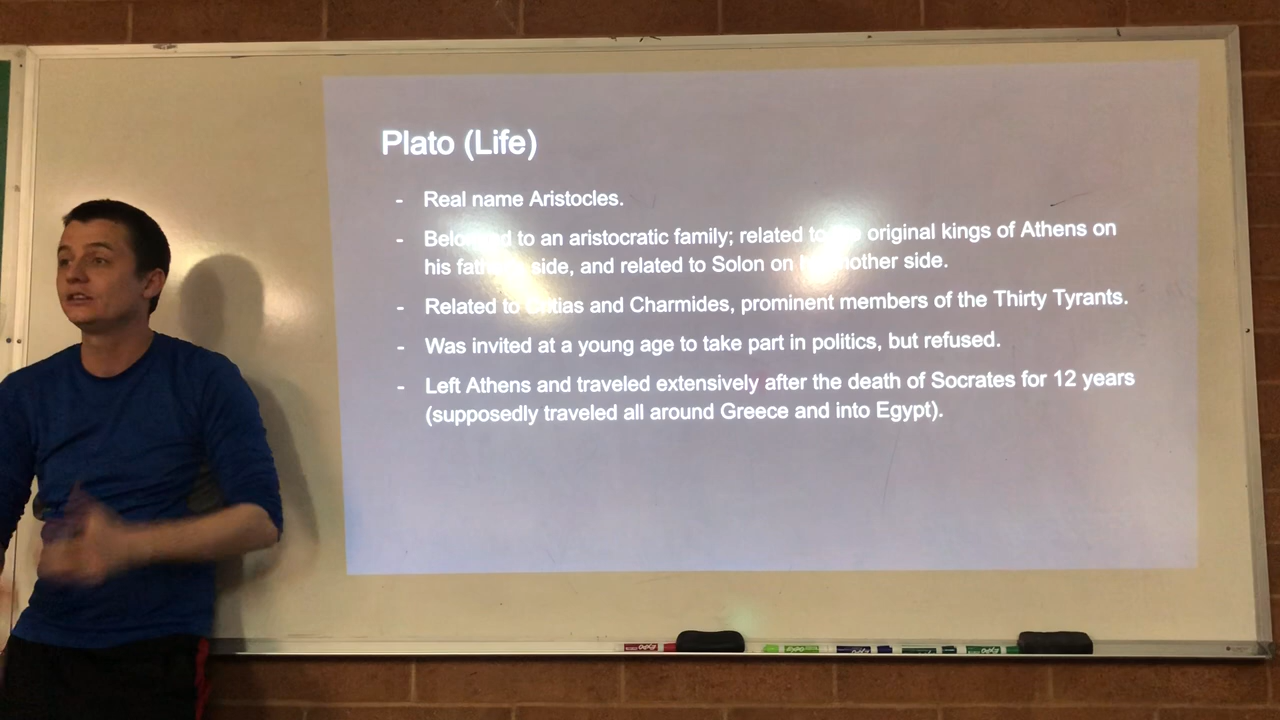 Plato (Life)
- Real name Aristocles.
- to an aristocratic family; related to original kings of Athens on
his side, and related to Solon on mother side.
- Related to and Charmides, prominent members of the Thirty Tyrants.
- Was invited at a young age to take part in politics, but refused.
- Left Athens and traveled extensively after the death of Socrates for 12 years
(supposedly traveled all around Greece and into Egypt).
EXPO